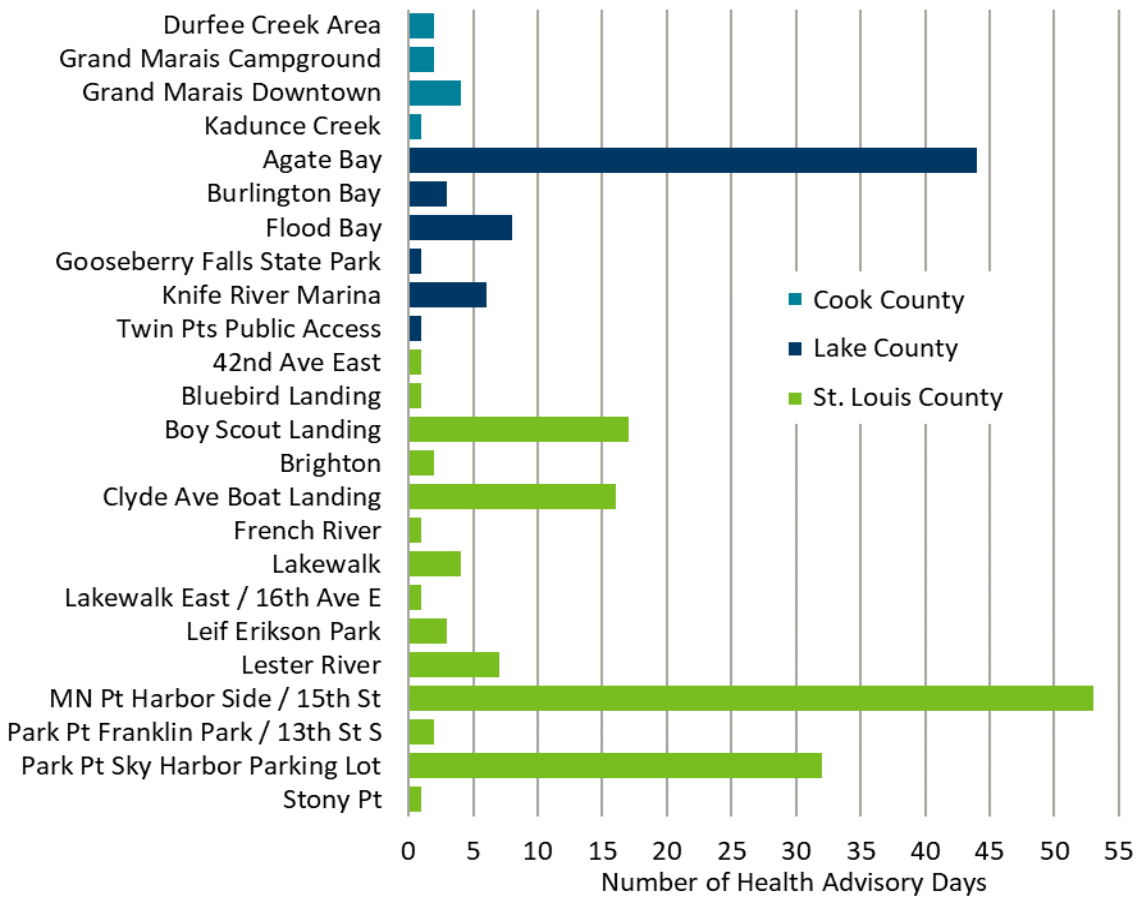 Durfee Creek Area
Grand Marais Campground
Grand Marais Downtown
Kadunce Creek
Agate Bay
Burlington Bay
Flood Bay
Gooseberry Falls State Park
Knife River Marina
Twin Pts Public Access
42nd Ave East
Bluebird Landing
Boy Scout Landing
Brighton
Clyde Ave Boat Landing
French River
Lakewalk
Lakewalk East / 16th Ave E
Leif Erikson Park
Lester River
MN Pt Harbor Side / 15th St
Park Pt Franklin Park / 13th St S
Park Pt Sky Harbor Parking Lot
Stony Pt
Cook County
Lake County
St. Louis County
0 5 10 15 20 25 30 35 40 45 50 55
Number of Health Advisory Days